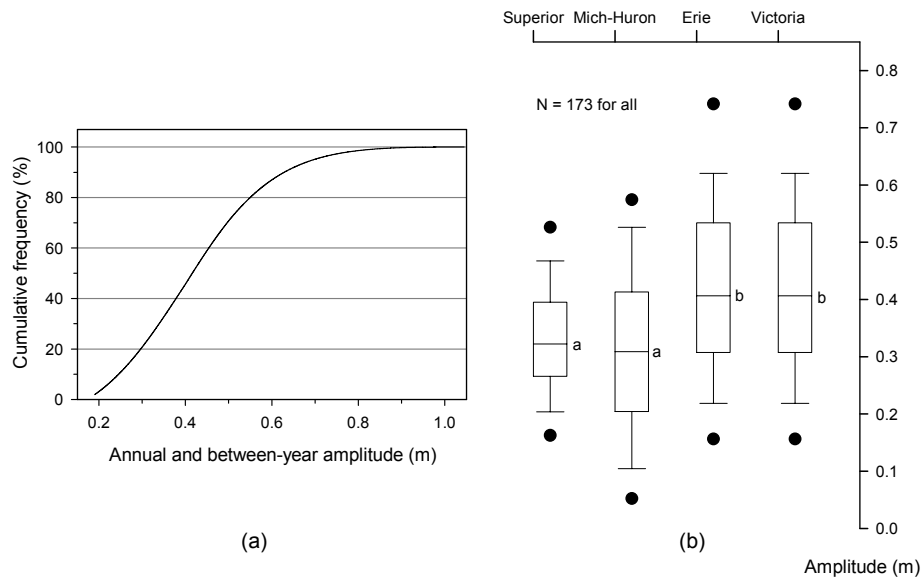 Superior Mich-Huron Erie Victoria
N = 173 for all
Cumulative frequency (%)
100
80
60
40
20
0
0.2 0.4 0.6 0.8 1.0
Annual and between-year amplitude (m)
(a)
a
a
b
b
0.8
0.7
0.6
0.5
0.4
0.3
0.2
0.1
0.0
Amplitude (m)
(b)